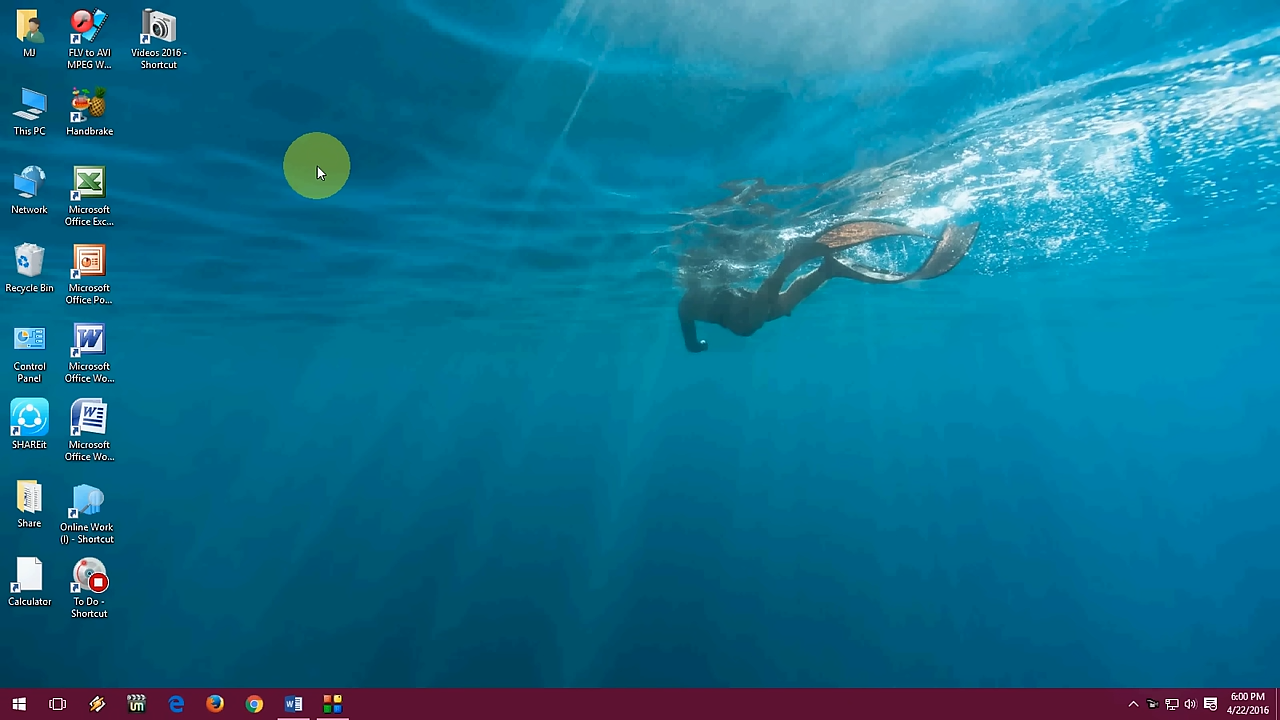 MJ
FLV to AVI
MPEG W...
Videos 2016 -
Shortcut
This PC
Handbrake
Network
Microsoft
Office Exc...
Recycle Bin
Microsoft
Office Po...
Control
Panel
Microsoft
Office Wo...
SHAREit
Microsoft
Office Wo...
Share
Online Work
(I) - Shortcut
Calculator
To Do -
Shortcut
6:00 PM
4/22/2016